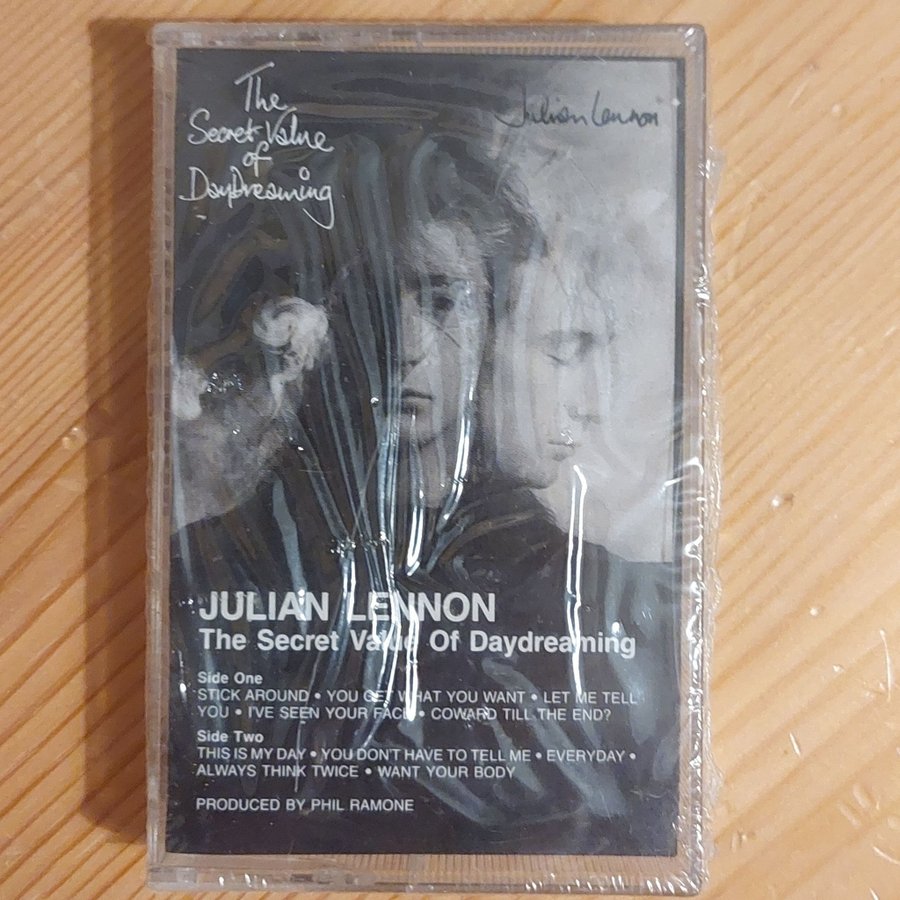 The
Secret Value
of
DayDreaming
Julian Lennon
JULIAN LENNON
The Secret Value Of Daydreaming
Side One
STICK AROUND • YOU GET WHAT YOU WANT • LET ME TELL
YOU • I'VE SEEN YOUR FACE • COWARD TILL THE END?
Side Two
THIS IS MY DAY • YOU DON'T HAVE TO TELL ME • EVERYDAY •
ALWAYS THINK TWICE • WANT YOUR BODY
PRODUCED BY PHIL RAMONE